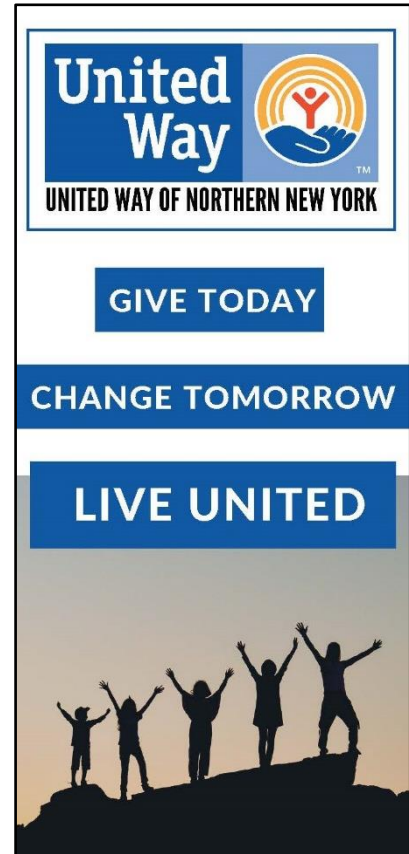 United
Way
TM
UNITED WAY OF NORTHERN NEW YORK
GIVE TODAY
CHANGE TOMORROW
LIVE UNITED